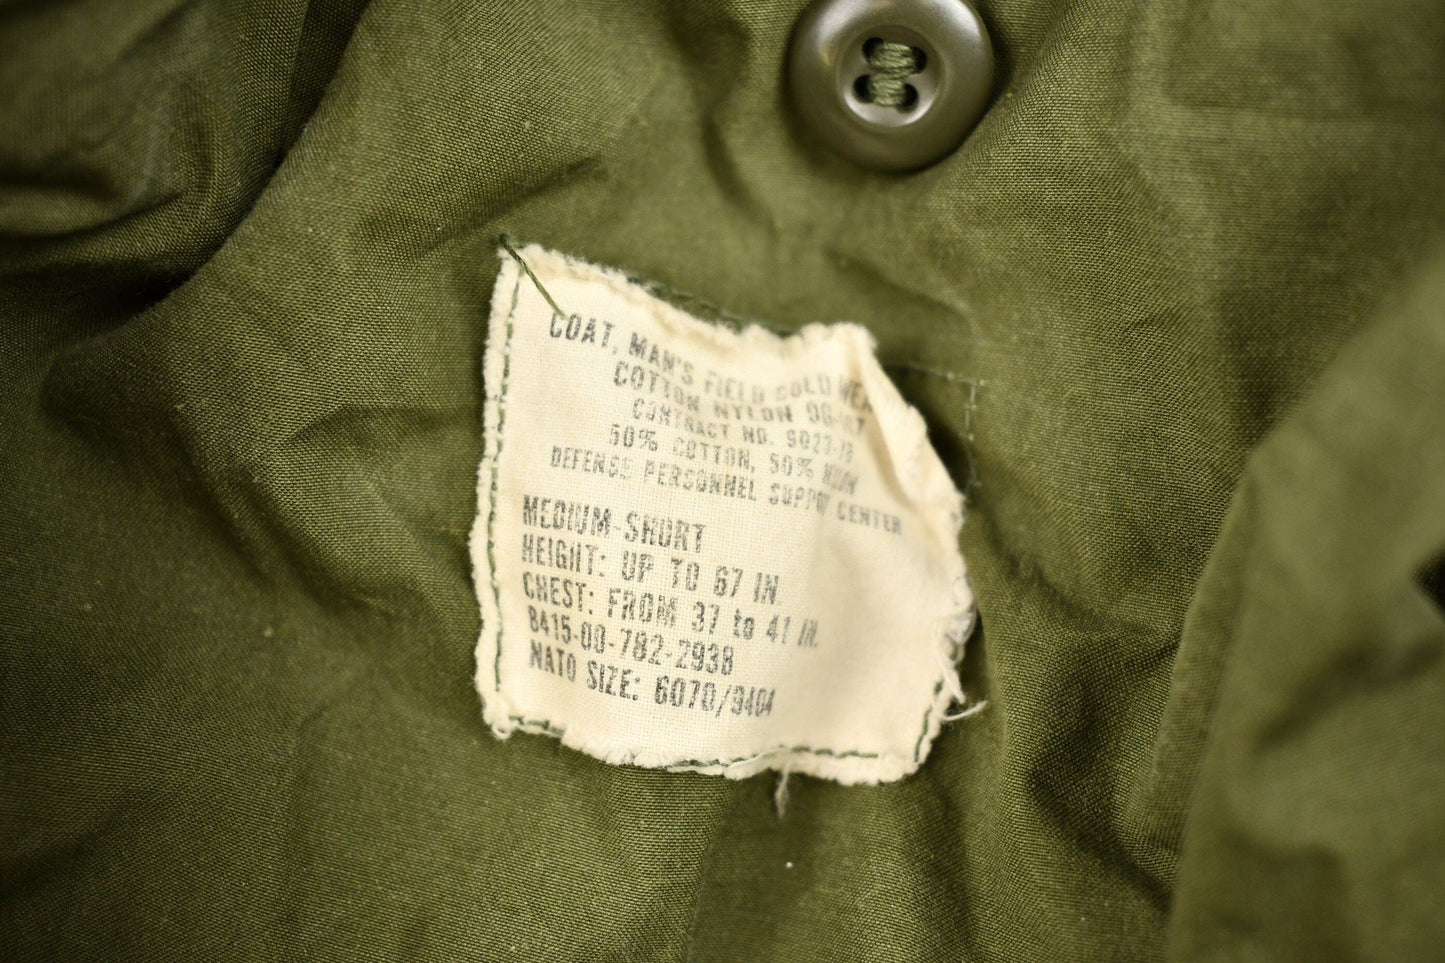 COAT, MAN'S FIELD COLD WEA
COTTON NYLON OG-107
CONTRACT NO. 9027-78
50% COTTON, 50% NYLON
DEFENSE PERSONNEL SUPPORT CENTER
MEDIUM-SHORT
HEIGHT: UP TO 67 IN.
CHEST: FROM 37 to 41 IN.
8415-00-782-2938
NATO SIZE: 6070/9404